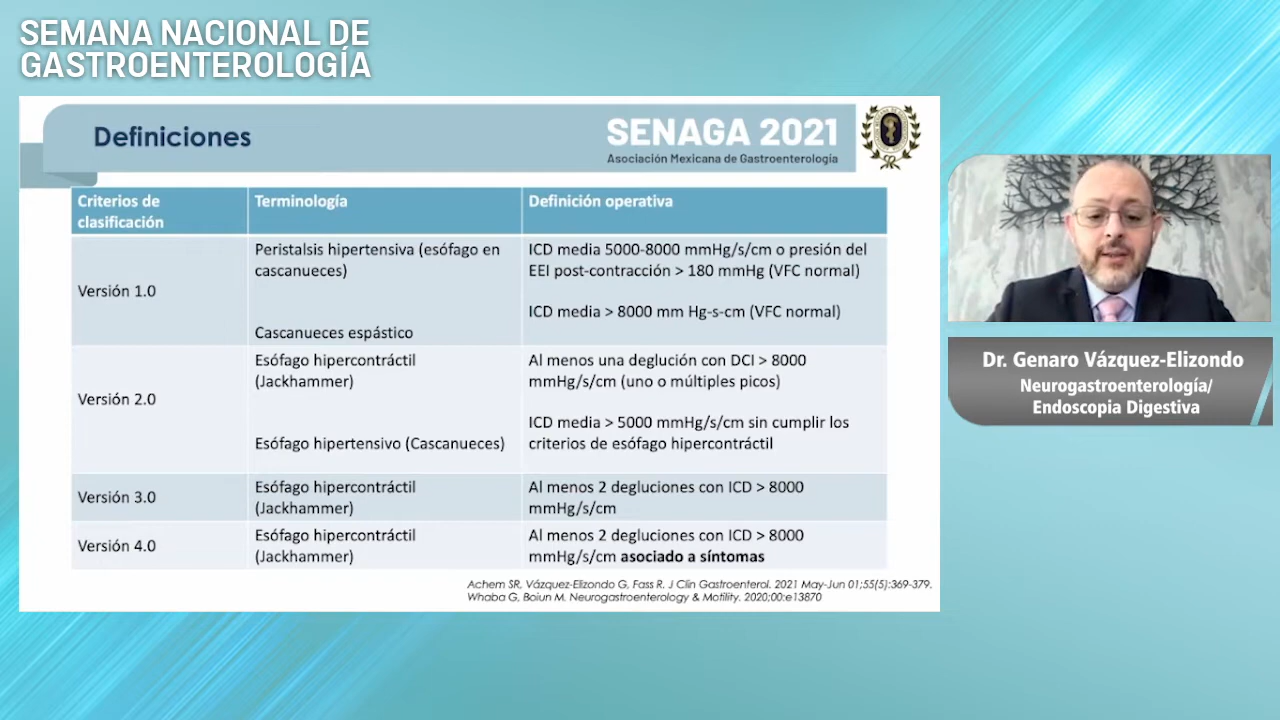 SEMANA NACIONAL DE
GASTROENTEROLOGÍA
Definiciones
SENAGA 2021
Asociación Mexicana de Gastroenterología
Criterios de
clasificación
Terminología
Definición operativa
Versión 1.0
Peristalsis hipertensiva (esófago en
cascanueces)
Cascanueces espástico
ICD media 5000-8000 mmHg/s/cm o presión del
EEI post-contracción > 180 mmHg (VFC normal)
ICD media > 8000 mm Hg-s-cm (VFC normal)
Versión 2.0
Esófago hipercontráctil
(Jackhammer)
Esófago hipertensivo (Cascanueces)
Al menos una deglución con DCI > 8000
mmHg/s/cm (uno o múltiples picos)
ICD media > 5000 mmHg/s/cm sin cumplir los
criterios de esófago hipercontráctil
Versión 3.0
Esófago hipercontráctil
(Jackhammer)
Al menos 2 degluciones con ICD > 8000
mmHg/s/cm
Versión 4.0
Esófago hipercontráctil
(Jackhammer)
Al menos 2 degluciones con ICD > 8000
mmHg/s/cm asociado a síntomas
Achem SR, Vázquez-Elizondo G, Fass R. J Clin Gastroenterol. 2021 May-Jun 01;55(5):369-379.
Whaba G, Boiun M. Neurogastroenterology & Motility. 2020;00:e13870
Dr. Genaro Vázquez-Elizondo
Neurogastroenterología/
Endoscopia Digestiva